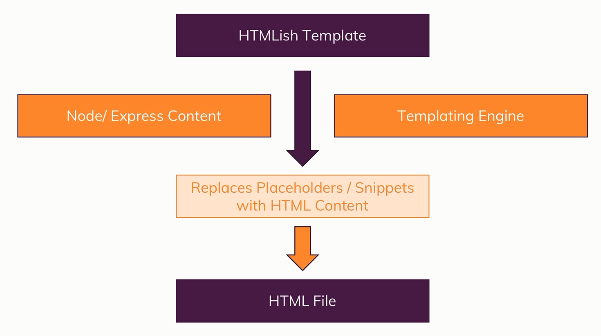 HTMLish Template
Node/ Express Content
Templating Engine
Replaces Placeholders / Snippets
with HTML Content
HTML File